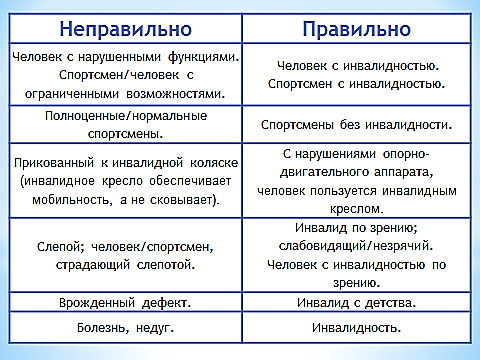 Неправильно
Правильно
Человек с нарушенными функциями.
Спортсмен/человек с
ограниченными возможностями.
Человек с инвалидностью.
Спортсмен с инвалидностью.
Полноценные/нормальные
спортсмены.
Спортсмены без инвалидности.
Прикованный к инвалидной коляске
(инвалидное кресло обеспечивает
мобильность, а не сковывает).
С нарушениями опорно-
двигательного аппарата,
человек пользуется инвалидным
креслом.
Слепой; человек/спортсмен,
страдающий слепотой.
Инвалид по зрению;
слабовидящий/незрячий.
Человек с инвалидностью по
зрению.
Врожденный дефект.
Инвалид с детства.
Болезнь, недуг.
Инвалидность.